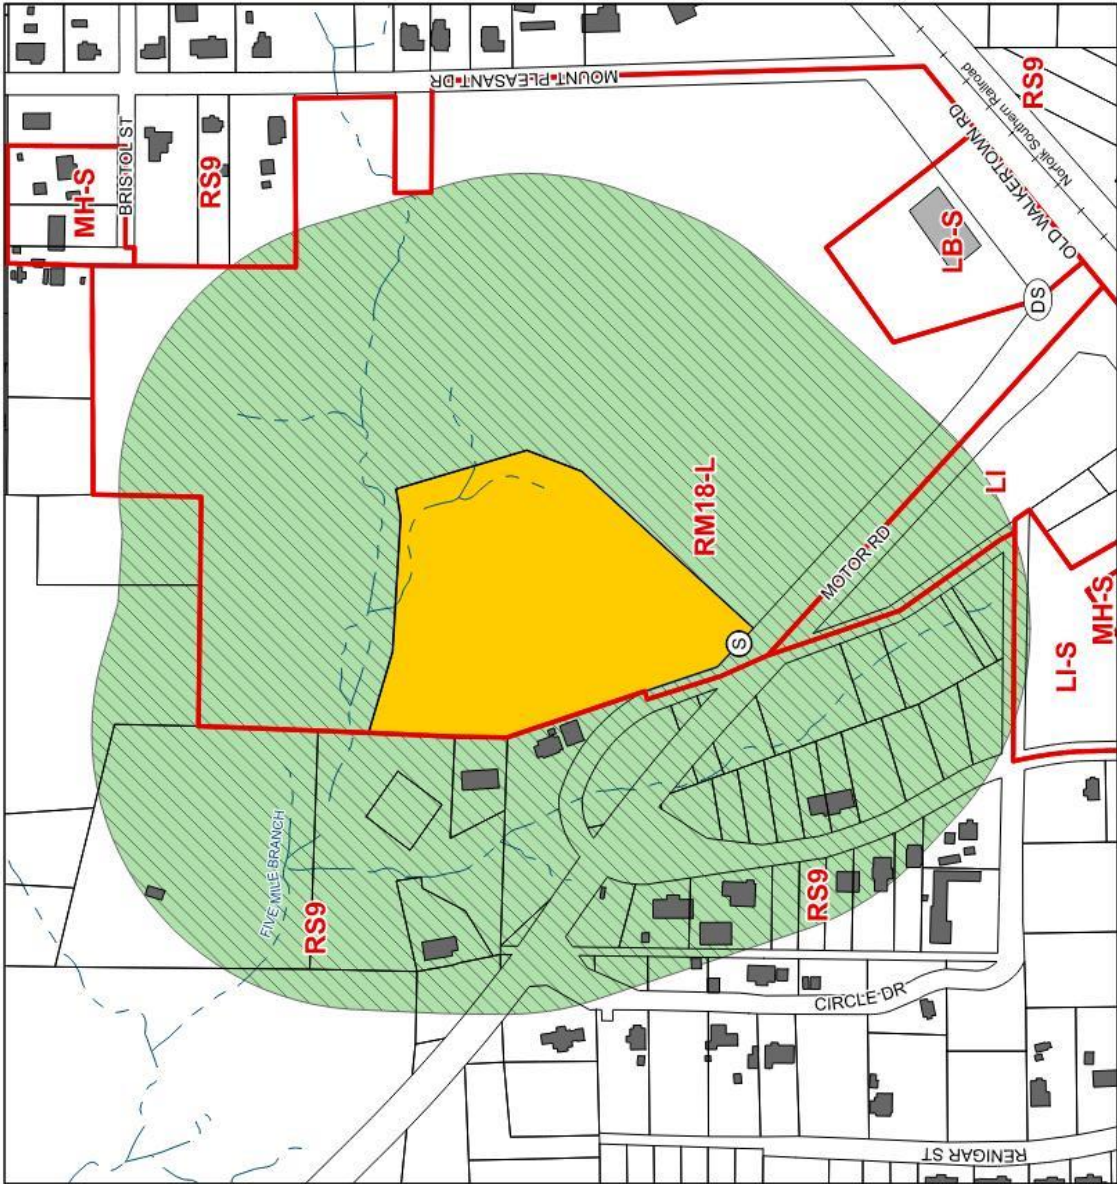 MOUNT PLEASANT DR
Norfolk Southern Railroad
RS9
OLD WALKERTOWN RD
BRISTOL ST
MH-S
RS9
LB-S
DS
RM18-L
LI
MOTOR RD
MH-S
LI-S
S
FIVE MILE BRANCH
RS9
RS9
CIRCLE DR
RENIGAR ST